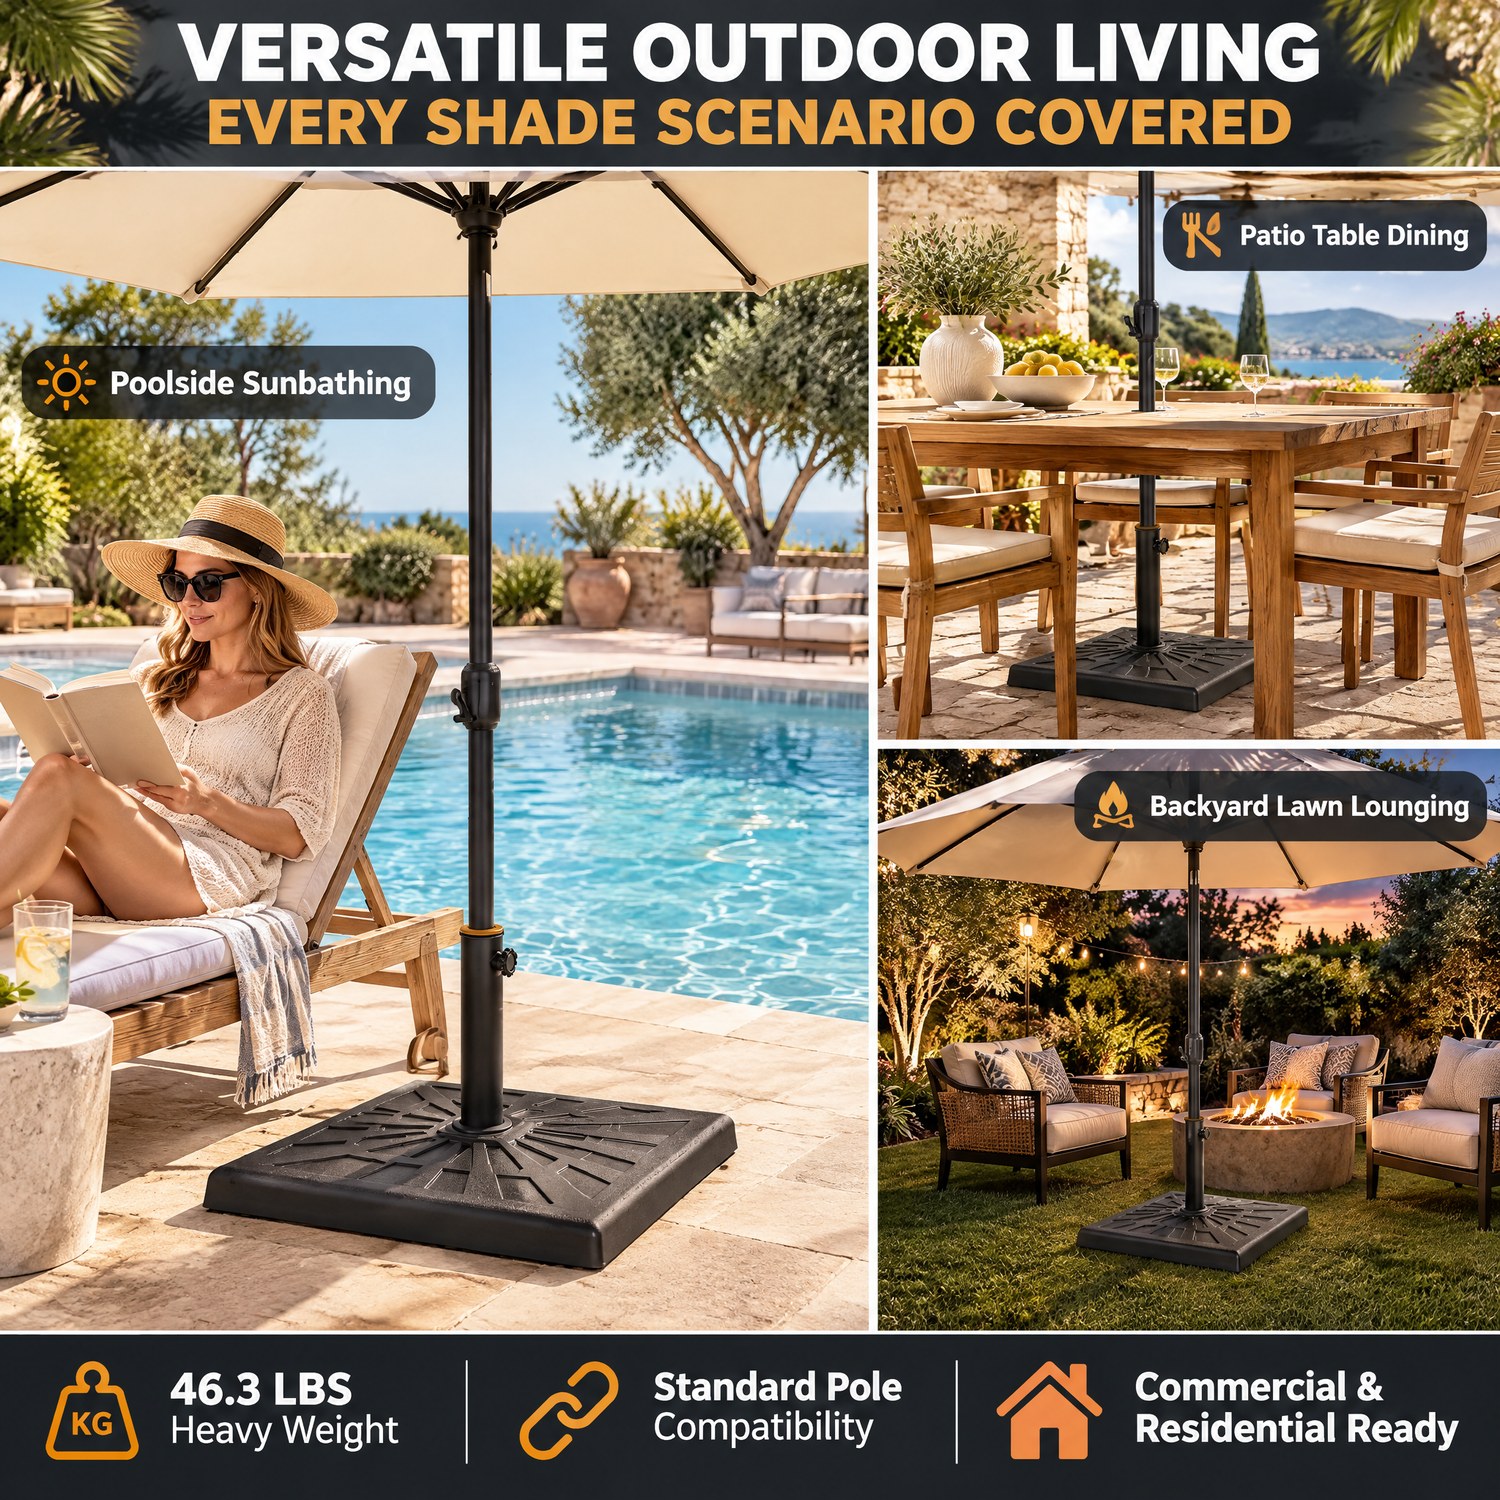 VERSATILE OUTDOOR LIVING
EVERY SHADE SCENARIO COVERED
Poolside Sunbathing
Patio Table Dining
Backyard Lawn Lounging
KG
46.3 LBS
Heavy Weight
Standard Pole
Compatibility
Commercial &
Residential Ready